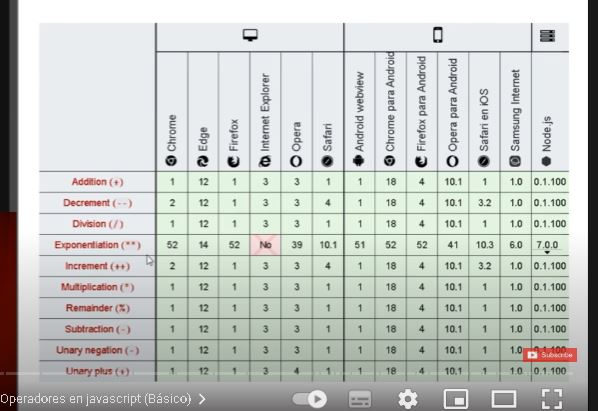 Chrome Edge Firefox Internet Explorer Opera Safari Android webview Chrome para Android Firefox para Android Opera para Android Safari en iOS Samsung Internet Node.js
Addition (+) 1 12 1 3 3 1 1 18 4 10.1 1 1.0 0.1.100
Decrement (--) 2 12 1 3 3 4 1 18 4 10.1 3.2 1.0 0.1.100
Division (/) 1 12 1 3 3 1 1 18 4 10.1 1 1.0 0.1.100
Exponentiation (**) 52 14 52 No 39 10.1 51 52 52 41 10.3 6.0 7.0.0
Increment (++) 2 12 1 3 3 4 1 18 4 10.1 3.2 1.0 0.1.100
Multiplication (*) 1 12 1 3 3 1 1 18 4 10.1 1 1.0 0.1.100
Remainder (%) 1 12 1 3 3 1 1 18 4 10.1 1 1.0 0.1.100
Subtraction (-) 1 12 1 3 3 1 1 18 4 10.1 1 1.0 0.1.100
Unary negation (-) 1 12 1 3 3 1 1 18 4 10.1 1 1.0 0.1.100
Subscribe
Unary plus (+) 1 12 1 3 4 1 1 18 4 10.1 1 1.0 0.1.100
Operadores en javascript (Básico)